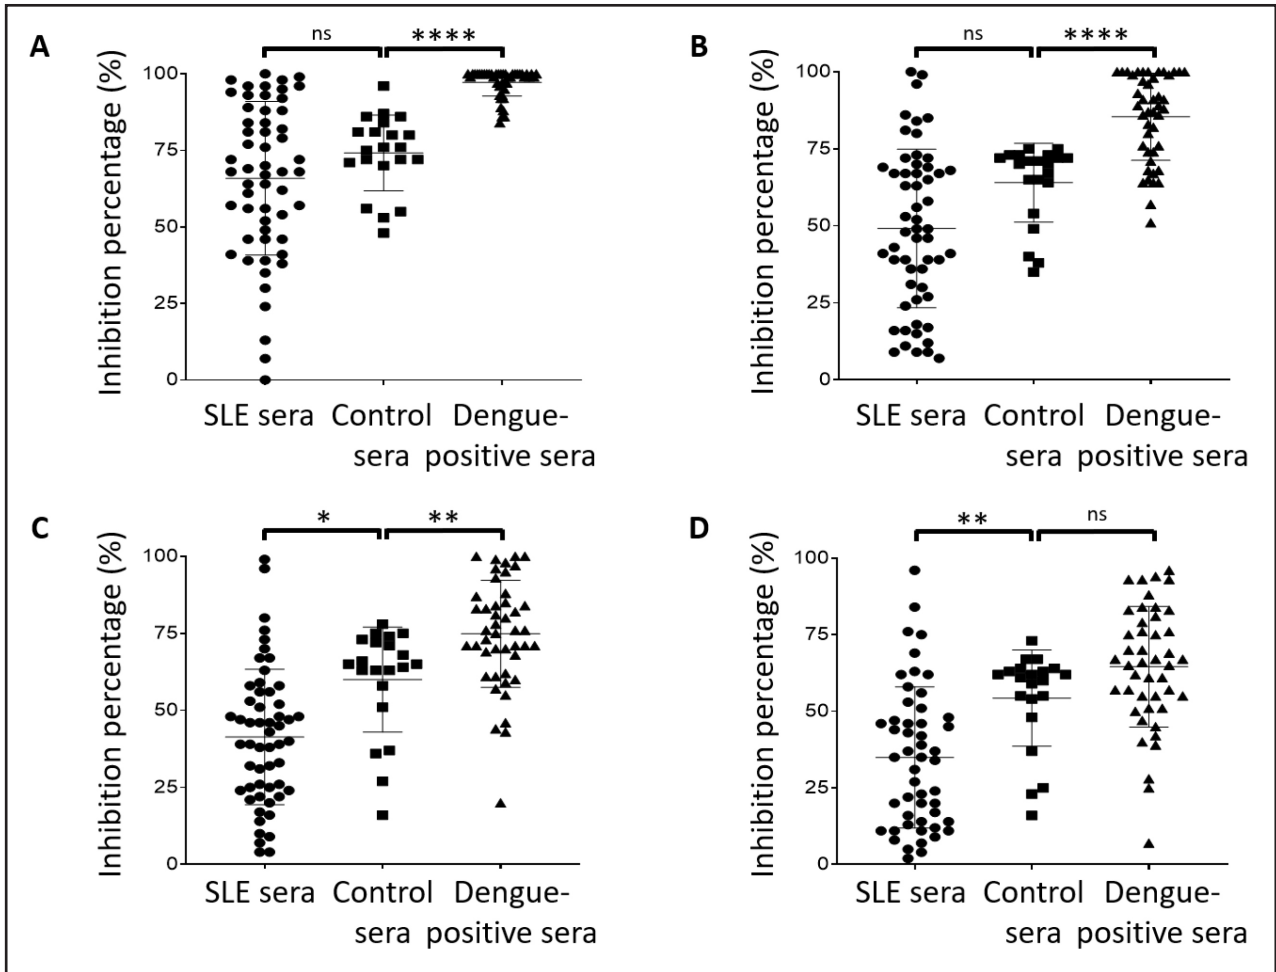 A
ns
****
Inhibition percentage (%)
100
75
50
25
0
SLE sera Control Dengue-
sera positive sera
B
ns
****
Inhibition percentage (%)
100
75
50
25
0
SLE sera Control Dengue-
sera positive sera
C
*
**
Inhibition percentage (%)
100
75
50
25
0
SLE sera Control Dengue-
sera positive sera
D
**
ns
Inhibition percentage (%)
100
75
50
25
0
SLE sera Control Dengue-
sera positive sera